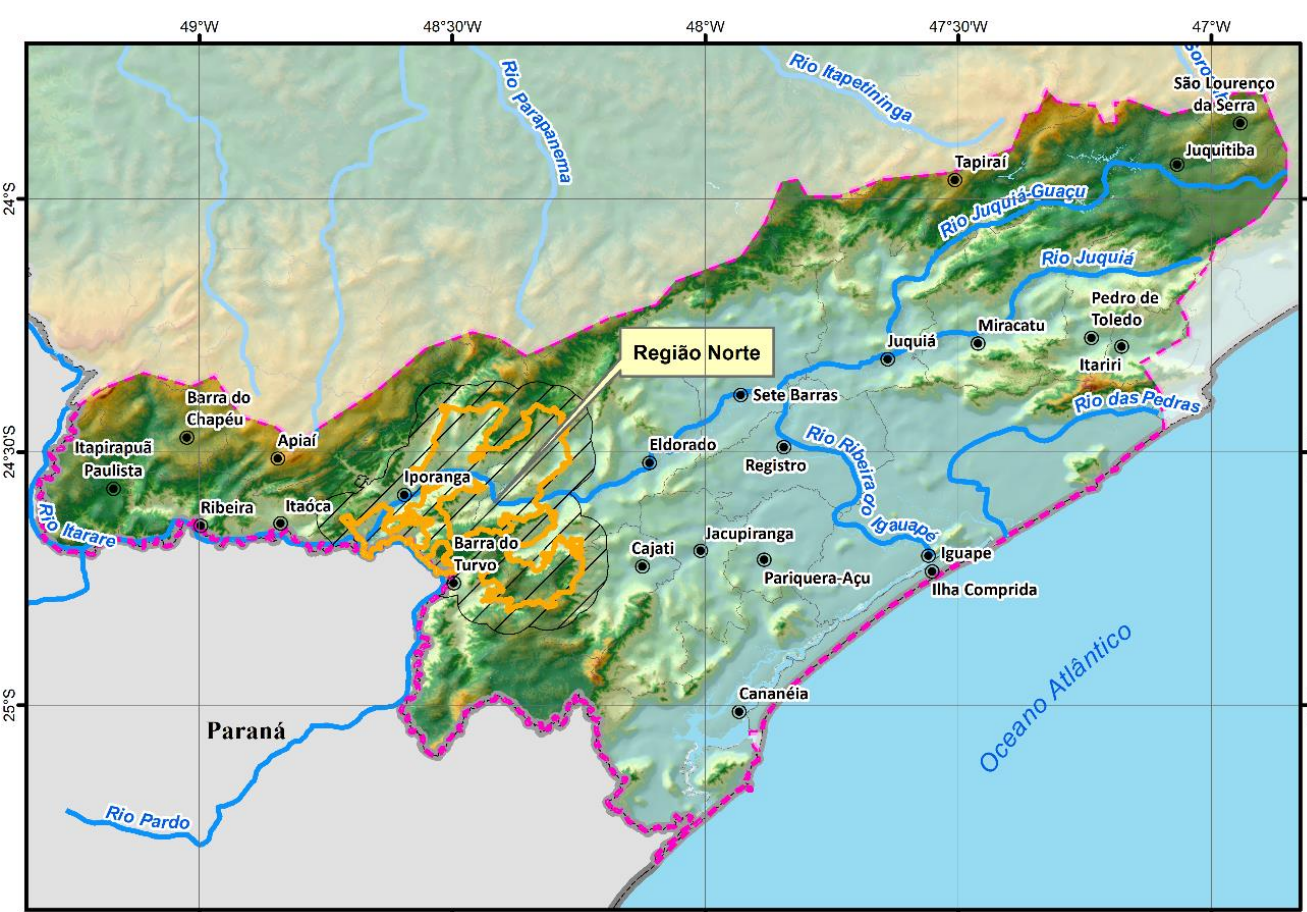 49°W
48°30'W
48°W
47°30'W
47°W
24°S
24°30'S
25°S
Rio Parapanema
Rio Itapetininga
São Lourenço
da Serra
Juquitiba
Tapiraí
Rio Juquiá-Guaçu
Rio Juquiá
Pedro de
Toledo
Miracatu
Juquiá
Itariri
Região Norte
Rio das Pedras
Sete Barras
Barra do
Chapéu
Apiaí
Itapirapuã
Paulista
Eldorado
Rio Ribeira do Igauape
Registro
Iporanga
Ribeira
Itaóca
Rio Itarare
Barra do
Turvo
Cajati
Jacupiranga
Pariquera-Açu
Iguape
Ilha Comprida
Cananéia
Oceano Atlântico
Paraná
Rio Pardo